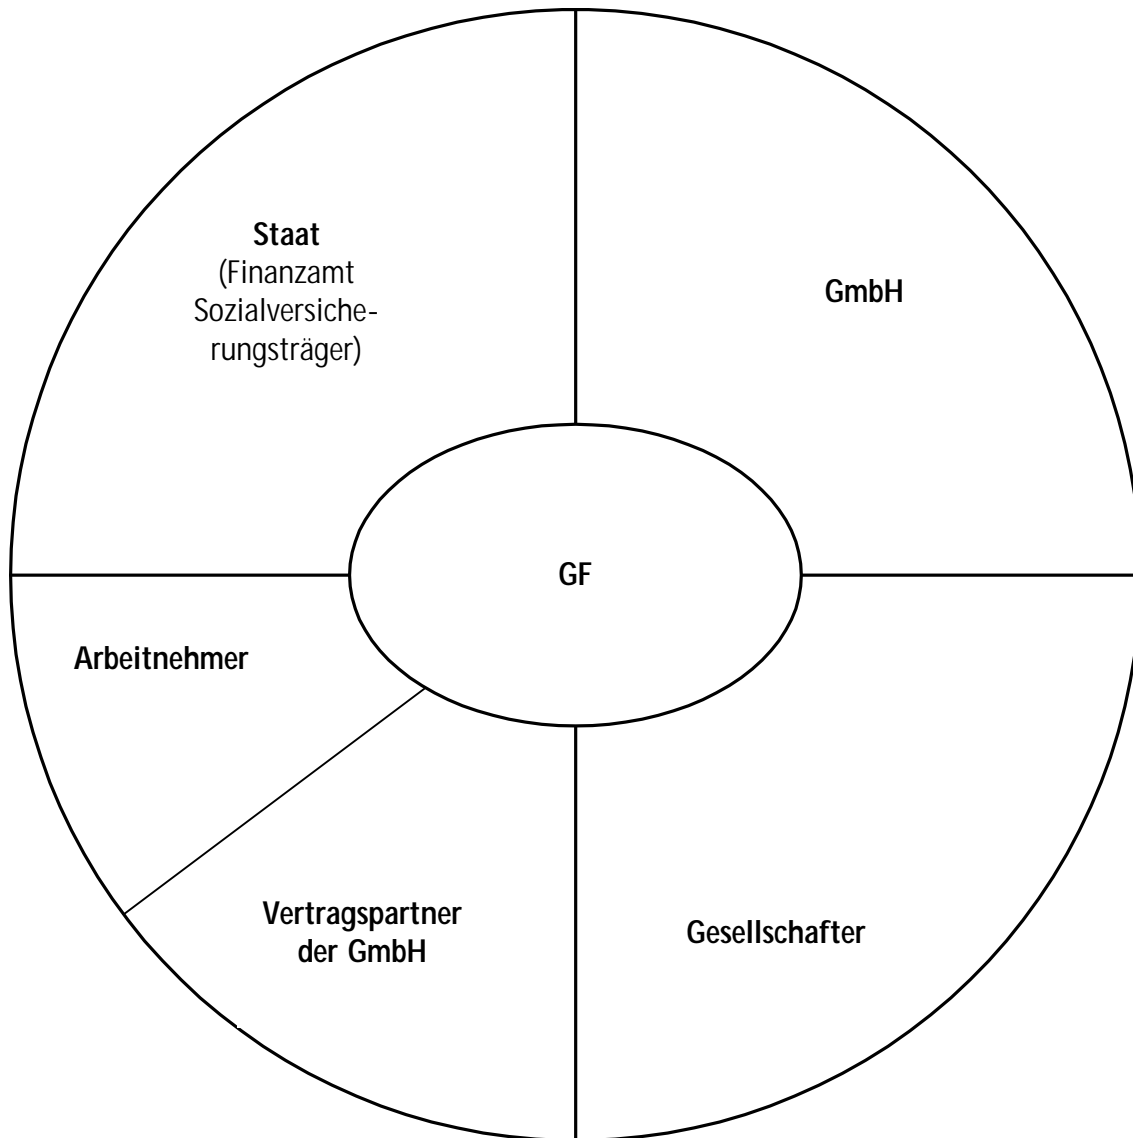 Staat
(Finanzamt
Sozialversiche-
rungsträger)
GmbH
GF
Arbeitnehmer
Vertragspartner
der GmbH
Gesellschafter